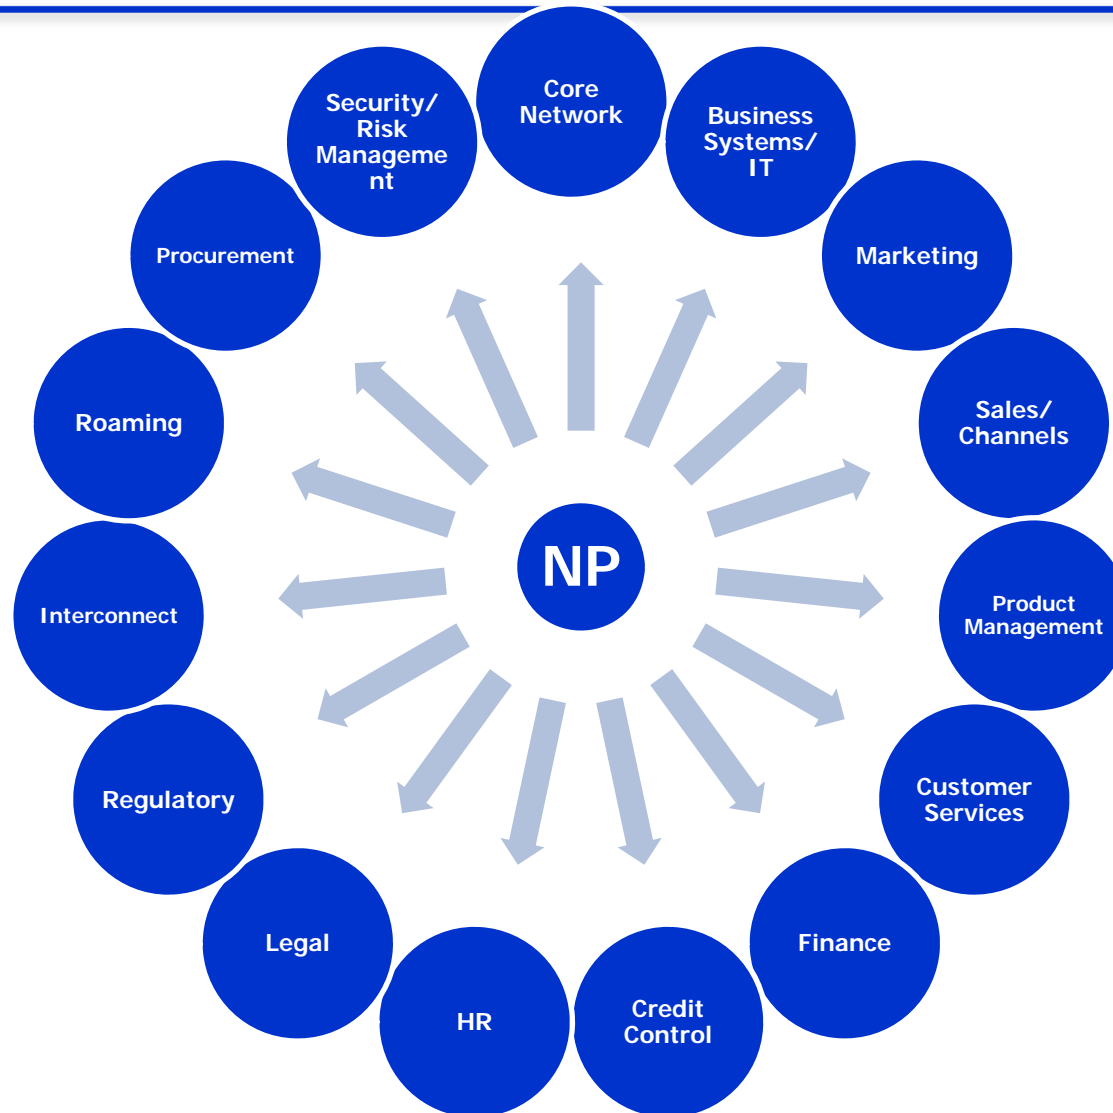 Core
Network
Business
Systems/
IT
Marketing
Sales/
Channels
Product
Management
Customer
Services
Finance
Credit
Control
HR
Legal
Regulatory
Interconnect
Roaming
Procurement
Security/
Risk
Manageme
nt
NP